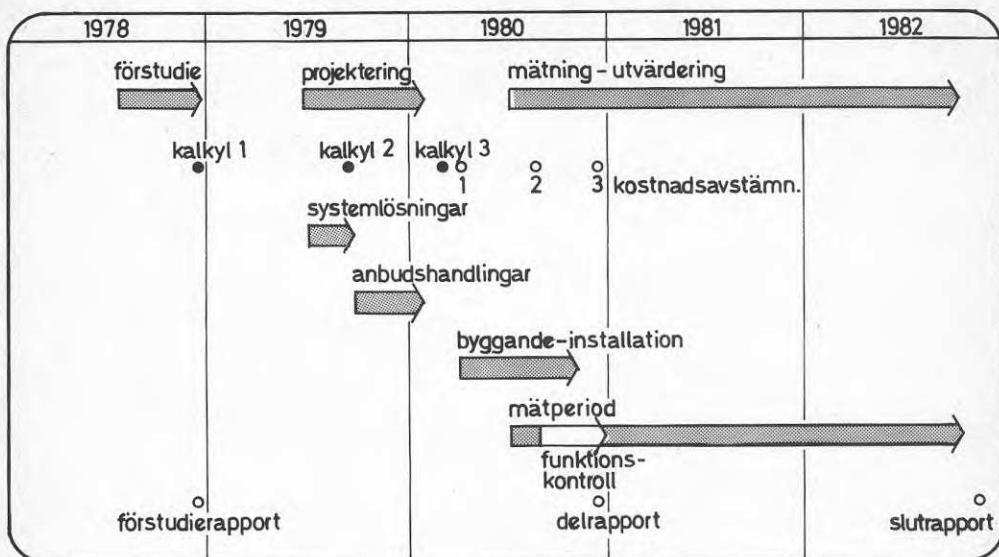 1978 1979 1980 1981 1982
förstudie projektering mätning-utvärdering
kalkyl 1 kalkyl 2 kalkyl 3
1 2 3 kostnadsavstämn.
systemlösningar
anbudshandlingar
byggande-installation
mätperiod
funktions-
kontroll
förstudierapport delrapport slutrapport